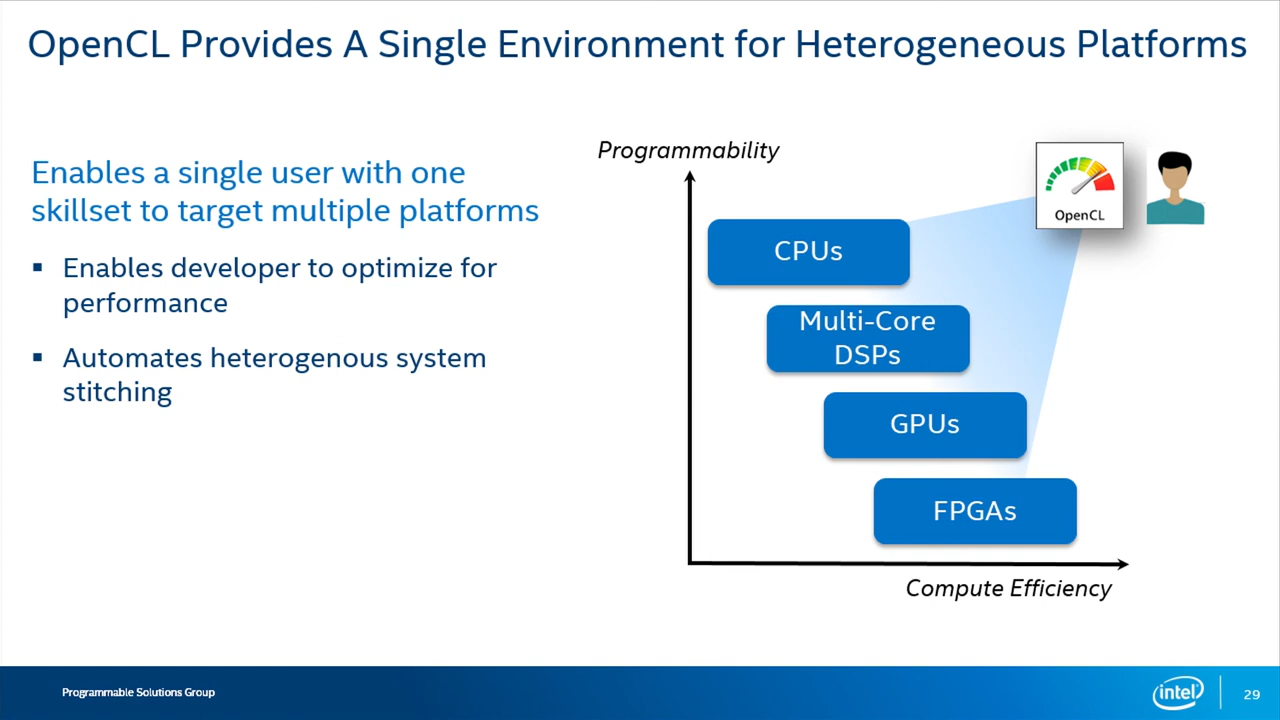 OpenCL Provides A Single Environment for Heterogeneous Platforms
Enables a single user with one
skillset to target multiple platforms
▪ Enables developer to optimize for
performance
▪ Automates heterogenous system
stitching
Programmability
OpenCL
CPUs
Multi-Core
DSPs
GPUs
FPGAs
Compute Efficiency
Programmable Solutions Group
intel
29